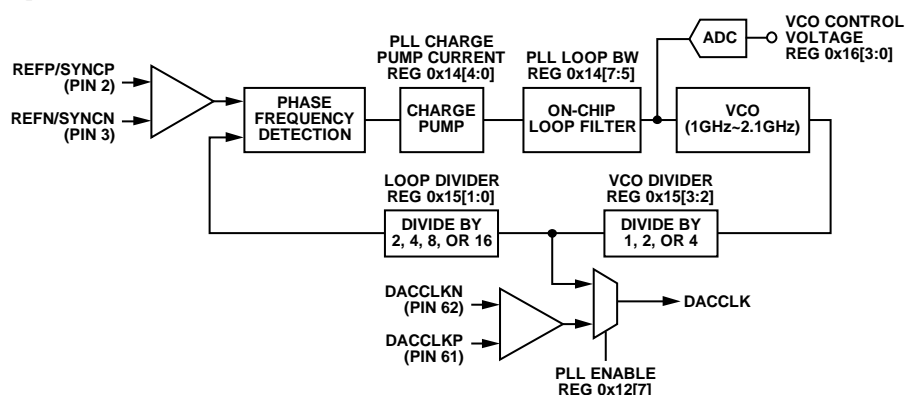 VCO CONTROL
VOLTAGE
REG 0x16[3:0]
ADC
PLL CHARGE
PUMP CURRENT
REG 0x14[4:0]
PLL LOOP BW
REG 0x14[7:5]
REFP/SYNCP
(PIN 2)
REFN/SYNCN
(PIN 3)
PHASE
FREQUENCY
DETECTION
CHARGE
PUMP
ON-CHIP
LOOP FILTER
VCO
(1GHz~2.1GHz)
LOOP DIVIDER
REG 0x15[1:0]
VCO DIVIDER
REG 0x15[3:2]
DIVIDE BY
2, 4, 8, OR 16
DIVIDE BY
1, 2, OR 4
DACCLKN
(PIN 62)
DACCLKP
(PIN 61)
DACCLK
PLL ENABLE
REG 0x12[7]